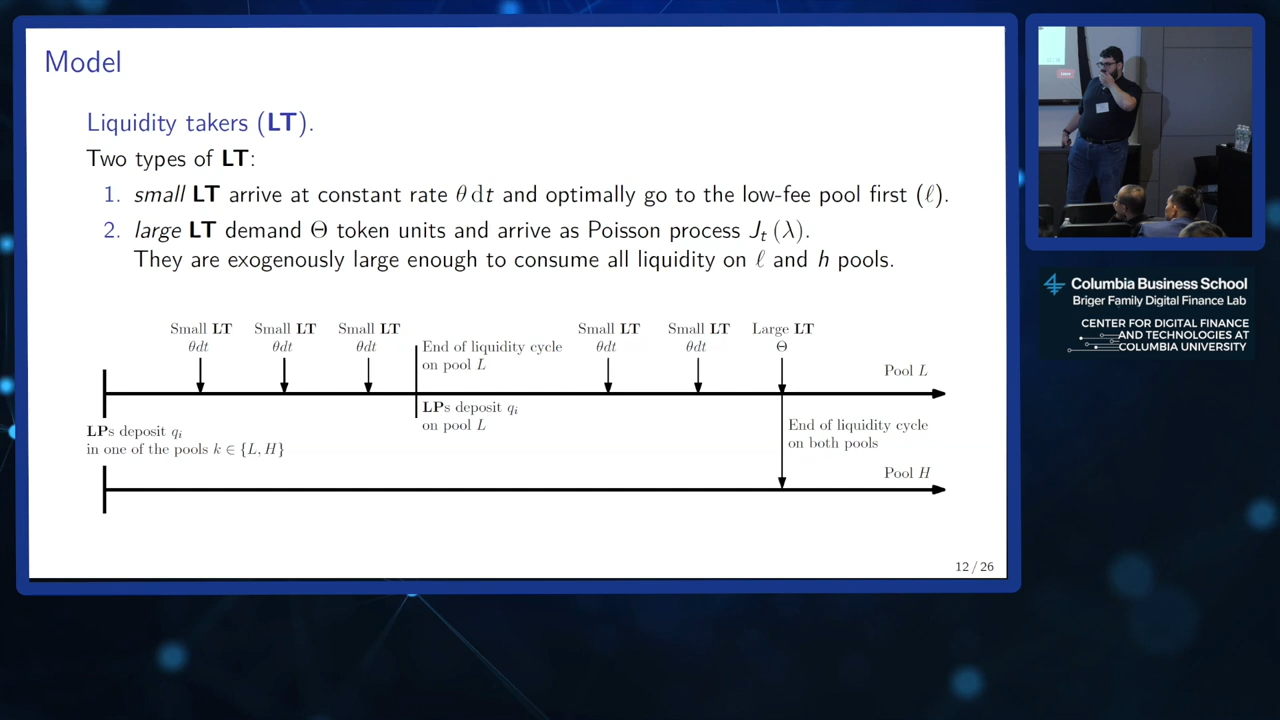 Model
Liquidity takers (LT).
Two types of LT:
1. small LT arrive at constant rate θ dt and optimally go to the low-fee pool first (ℓ).
2. large LT demand Θ token units and arrive as Poisson process Jₜ (λ).
They are exogenously large enough to consume all liquidity on ℓ and h pools.
Small LT Small LT Small LT Small LT Small LT Large LT
θdt θdt θdt θdt θdt Θ
End of liquidity cycle
on pool L
Pool L
LPs deposit qᵢ
on pool L
LPs deposit qᵢ
in one of the pools k ∈ {L, H}
End of liquidity cycle
on both pools
Pool H
12 / 26
Columbia Business School
Briger Family Digital Finance Lab
CENTER FOR DIGITAL FINANCE
AND TECHNOLOGIES AT
COLUMBIA UNIVERSITY